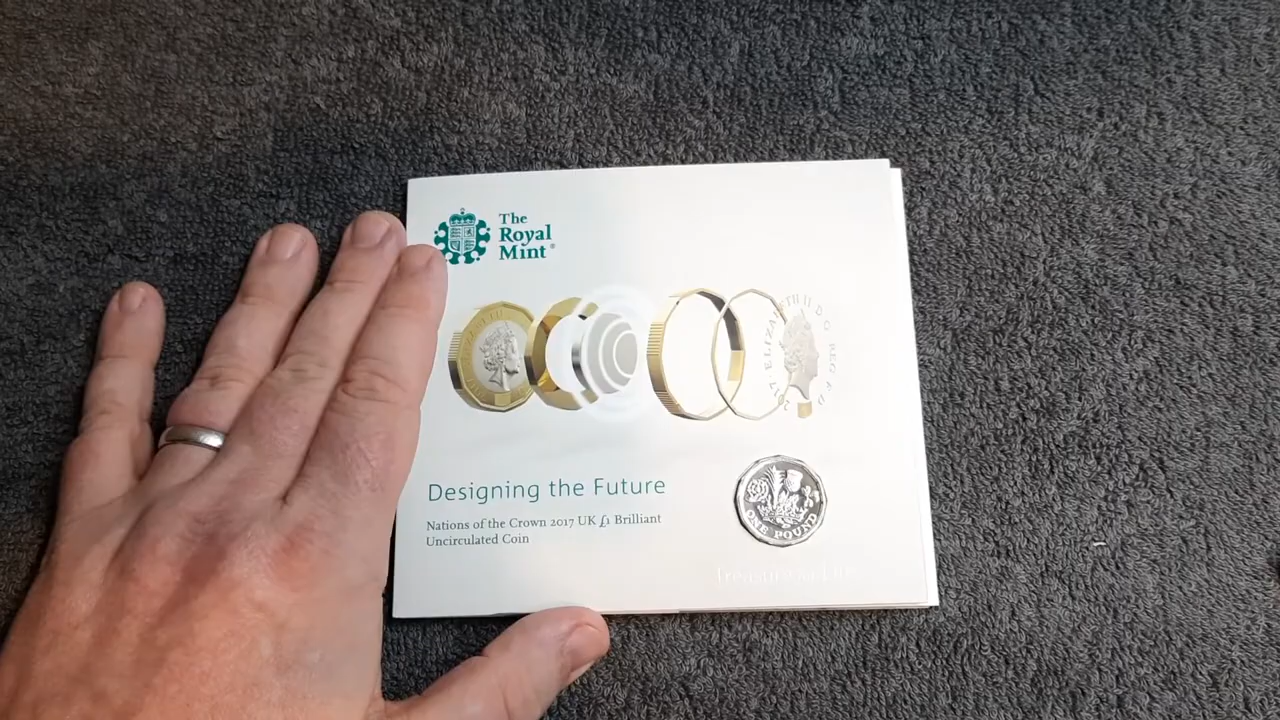 The
Royal
Mint®
ELIZABETH II D G REG F D
2017
Designing the Future
Nations of the Crown 2017 UK £1 Brilliant
Uncirculated Coin
ONE POUND
Treasure for Life